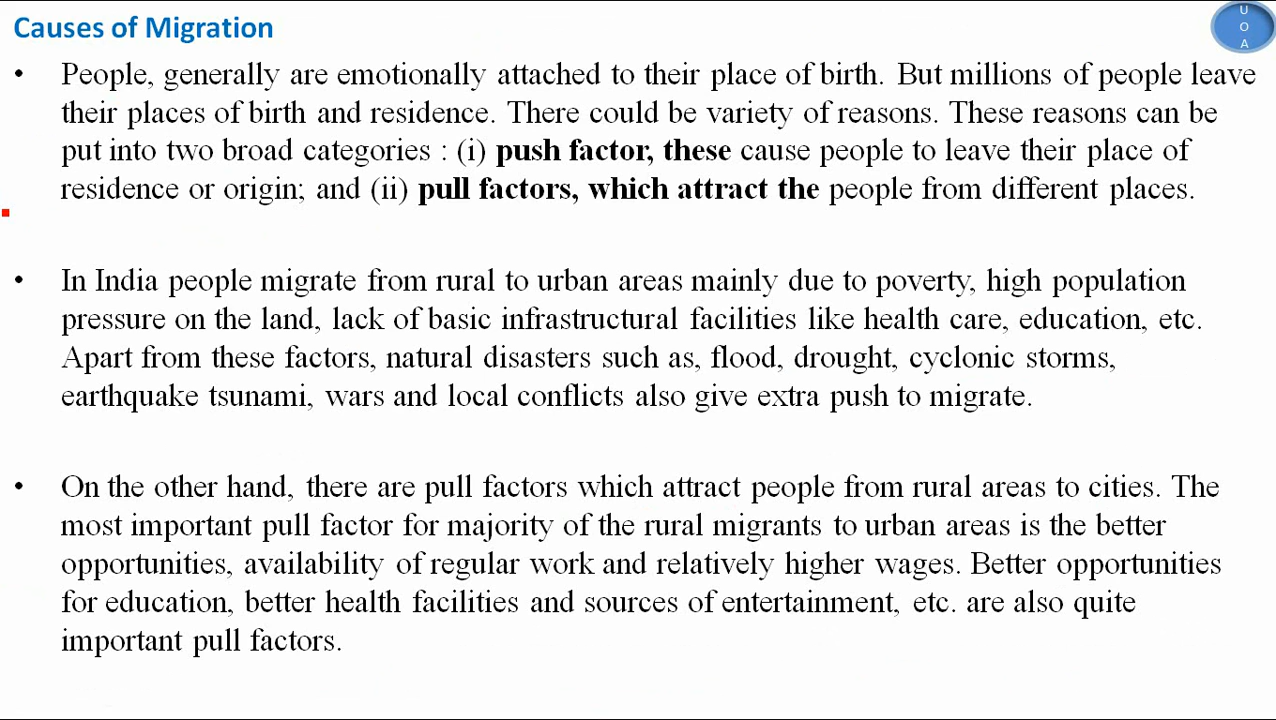 Causes of Migration
U
O
A
• People, generally are emotionally attached to their place of birth. But millions of people leave
their places of birth and residence. There could be variety of reasons. These reasons can be
put into two broad categories : (i) push factor, these cause people to leave their place of
residence or origin; and (ii) pull factors, which attract the people from different places.
• In India people migrate from rural to urban areas mainly due to poverty, high population
pressure on the land, lack of basic infrastructural facilities like health care, education, etc.
Apart from these factors, natural disasters such as, flood, drought, cyclonic storms,
earthquake tsunami, wars and local conflicts also give extra push to migrate.
• On the other hand, there are pull factors which attract people from rural areas to cities. The
most important pull factor for majority of the rural migrants to urban areas is the better
opportunities, availability of regular work and relatively higher wages. Better opportunities
for education, better health facilities and sources of entertainment, etc. are also quite
important pull factors.